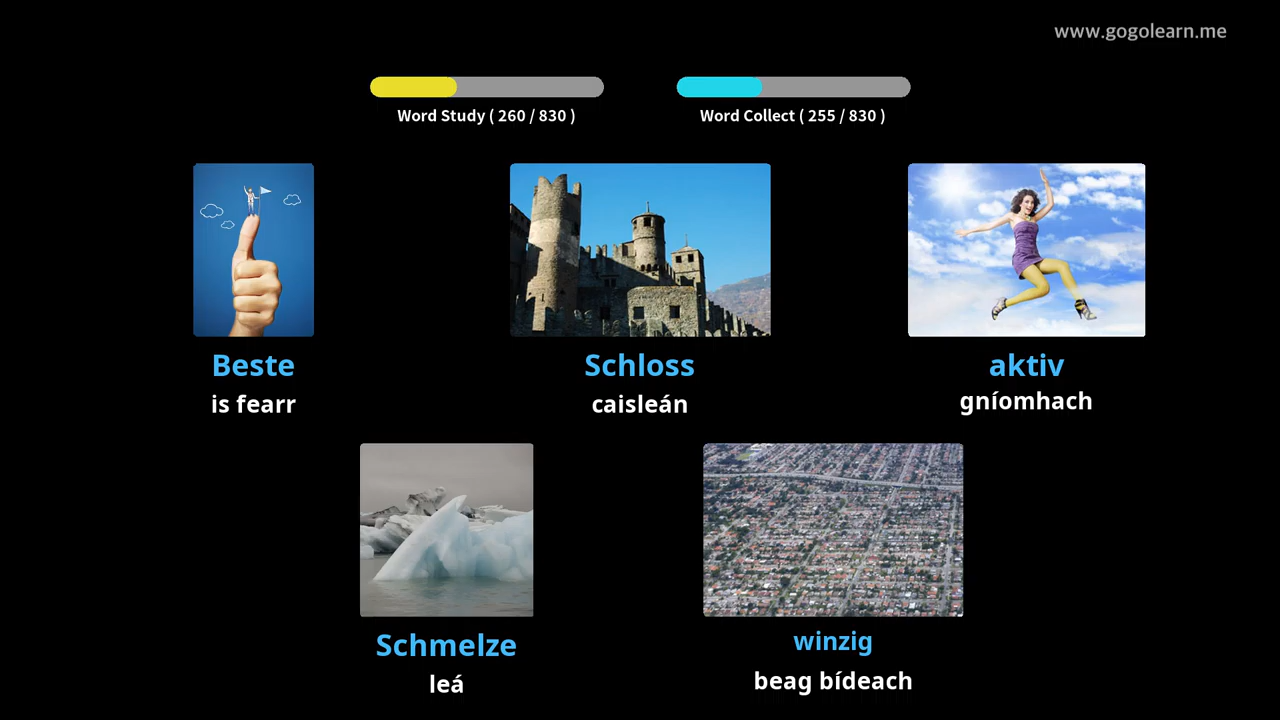 www.gogolearn.me
Word Study ( 260 / 830 )
Word Collect ( 255 / 830 )
Beste
is fearr
Schloss
caisleán
aktiv
gníomhach
Schmelze
leá
winzig
beag bídeach